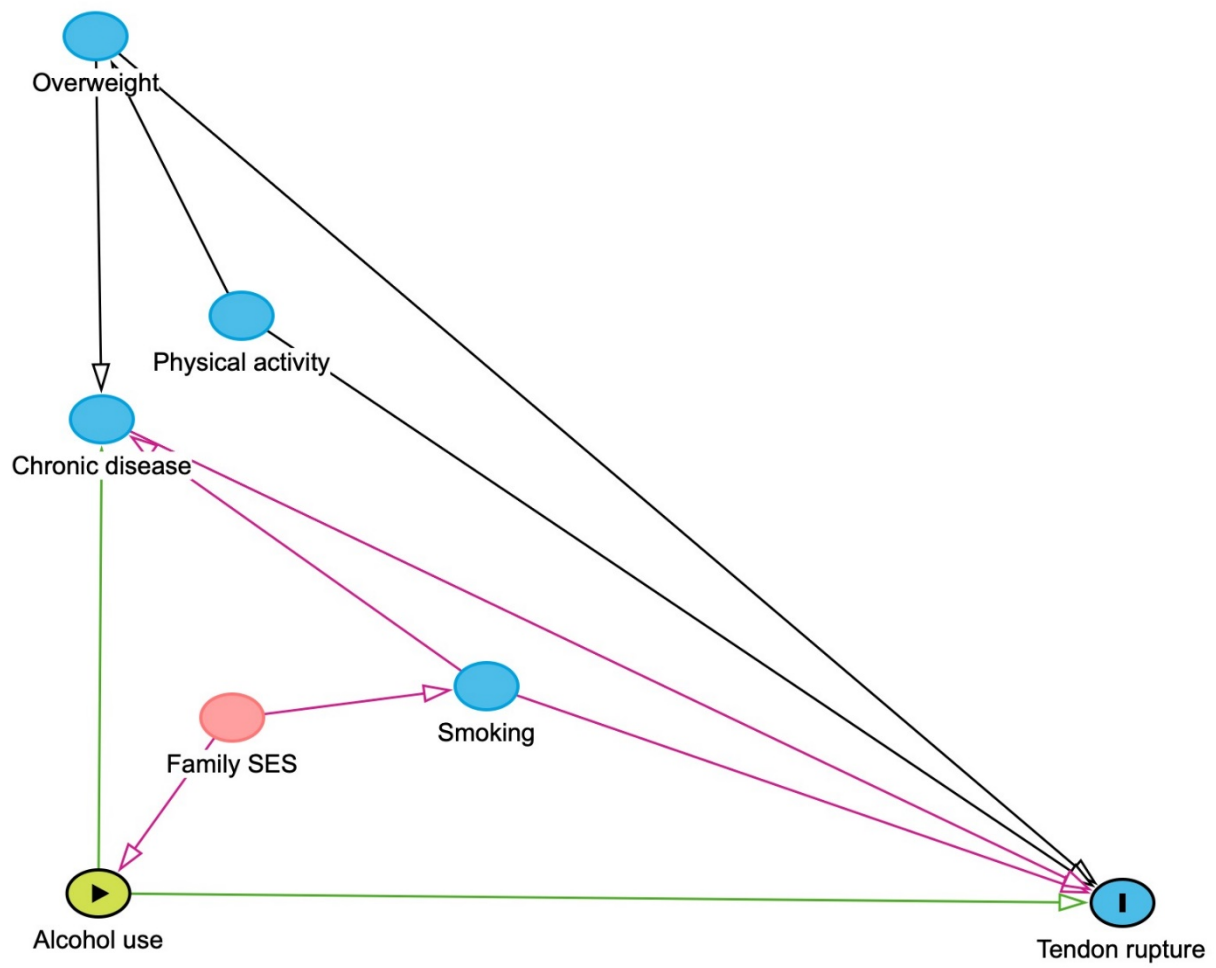 Overweight
Physical activity
Chronic disease
Smoking
Family SES
Alcohol use
Tendon rupture